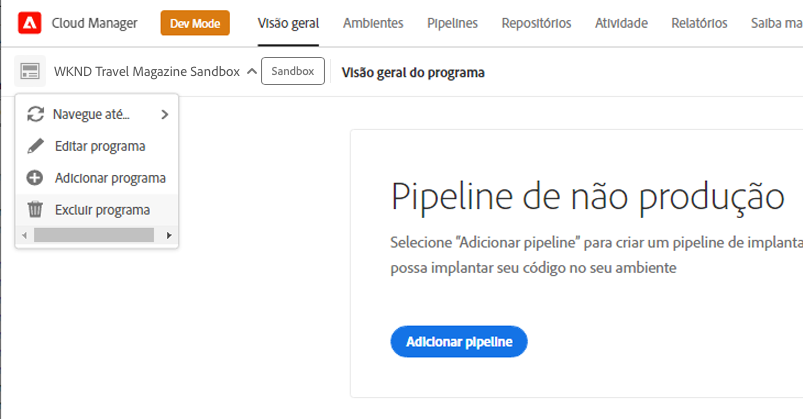 Cloud Manager Dev Mode Visão geral Ambientes Pipelines Repositórios Atividade Relatórios Saiba ma
WKND Travel Magazine Sandbox Sandbox Visão geral do programa
Navegue até...
Editar programa
Adicionar programa
Excluir programa
Pipeline de não produção
Selecione “Adicionar pipeline” para criar um pipeline de implanta
possa implantar seu código no seu ambiente
Adicionar pipeline